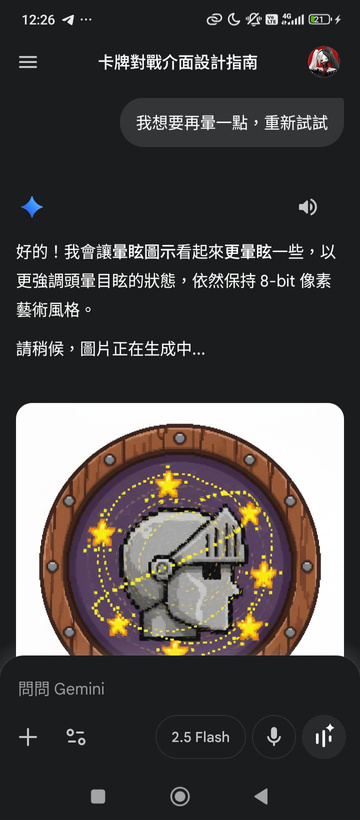 12:26
4G
21
卡牌對戰介面設計指南
我想要再暈一點，重新試試
好的！我會讓暈眩圖示看起來更暈眩一些，以
更強調頭暈目眩的狀態，依然保持 8-bit 像素
藝術風格。
請稍候，圖片正在生成中...
問問 Gemini
2.5 Flash